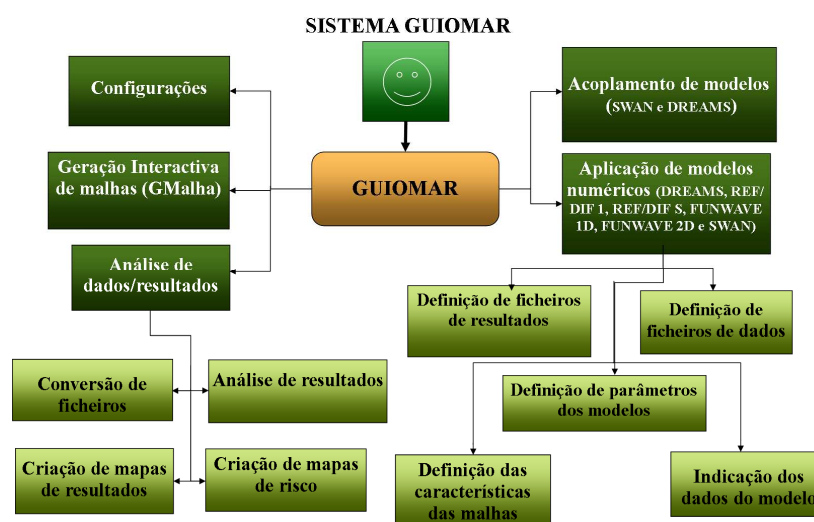 SISTEMA GUIOMAR
Configurações
Geração Interactiva
de malhas (GMalha)
Análise de
dados/resultados
GUIOMAR
Acoplamento de modelos
(SWAN e DREAMS)
Aplicação de modelos
numéricos (DREAMS, REF/
DIF 1, REF/DIF S, FUNWAVE
1D, FUNWAVE 2D e SWAN)
Definição de ficheiros
de resultados
Definição de
ficheiros de dados
Conversão de
ficheiros
Análise de resultados
Definição de parâmetros
dos modelos
Criação de mapas
de resultados
Criação de mapas
de risco
Definição das
características
das malhas
Indicação dos
dados do modelo